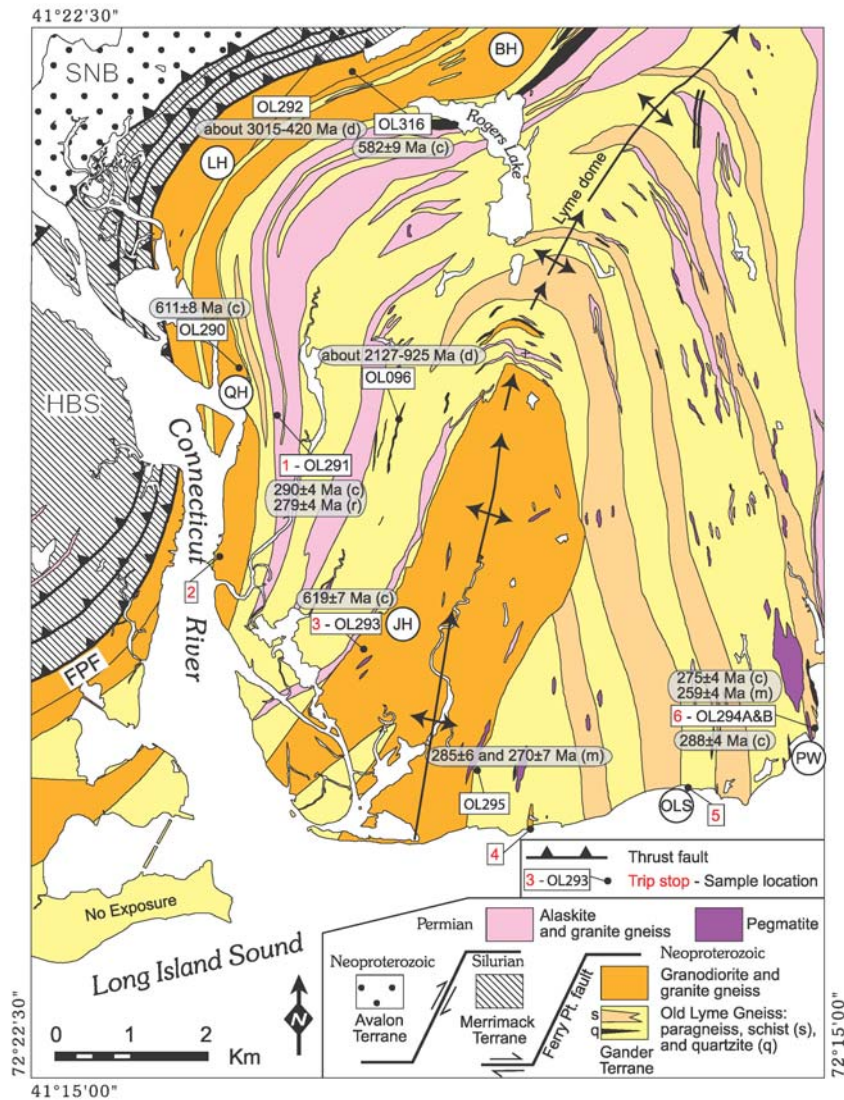 41°22'30"
SNB
BH
OL292
OL316
about 3015-420 Ma (d)
582±9 Ma (c)
Rogers Lake
LH
Lyme dome
611±8 Ma (c)
OL290
about 2127-925 Ma (d)
OL096
HBS
QH
Connecticut River
1 - OL291
290±4 Ma (c)
279±4 Ma (r)
2
619±7 Ma (c)
3 - OL293
JH
FPF
275±4 Ma (c)
259±4 Ma (m)
6 - OL294A&B
288±4 Ma (c)
PW
285±6 and 270±7 Ma (m)
OL295
OLS
5
4
No Exposure
Long Island Sound
N
0 1 2
Km
Thrust fault
3 - OL293
Trip stop - Sample location
Permian
Alaskite
and granite gneiss
Pegmatite
Neoproterozoic
Avalon
Terrane
Silurian
Merrimack
Terrane
Ferry Pt. fault
Neoproterozoic
Granodiorite and
granite gneiss
s
q
Old Lyme Gneiss:
paragneiss, schist (s),
and quartzite (q)
Gander
Terrane
72°22'30"
72°15'00"
41°15'00"